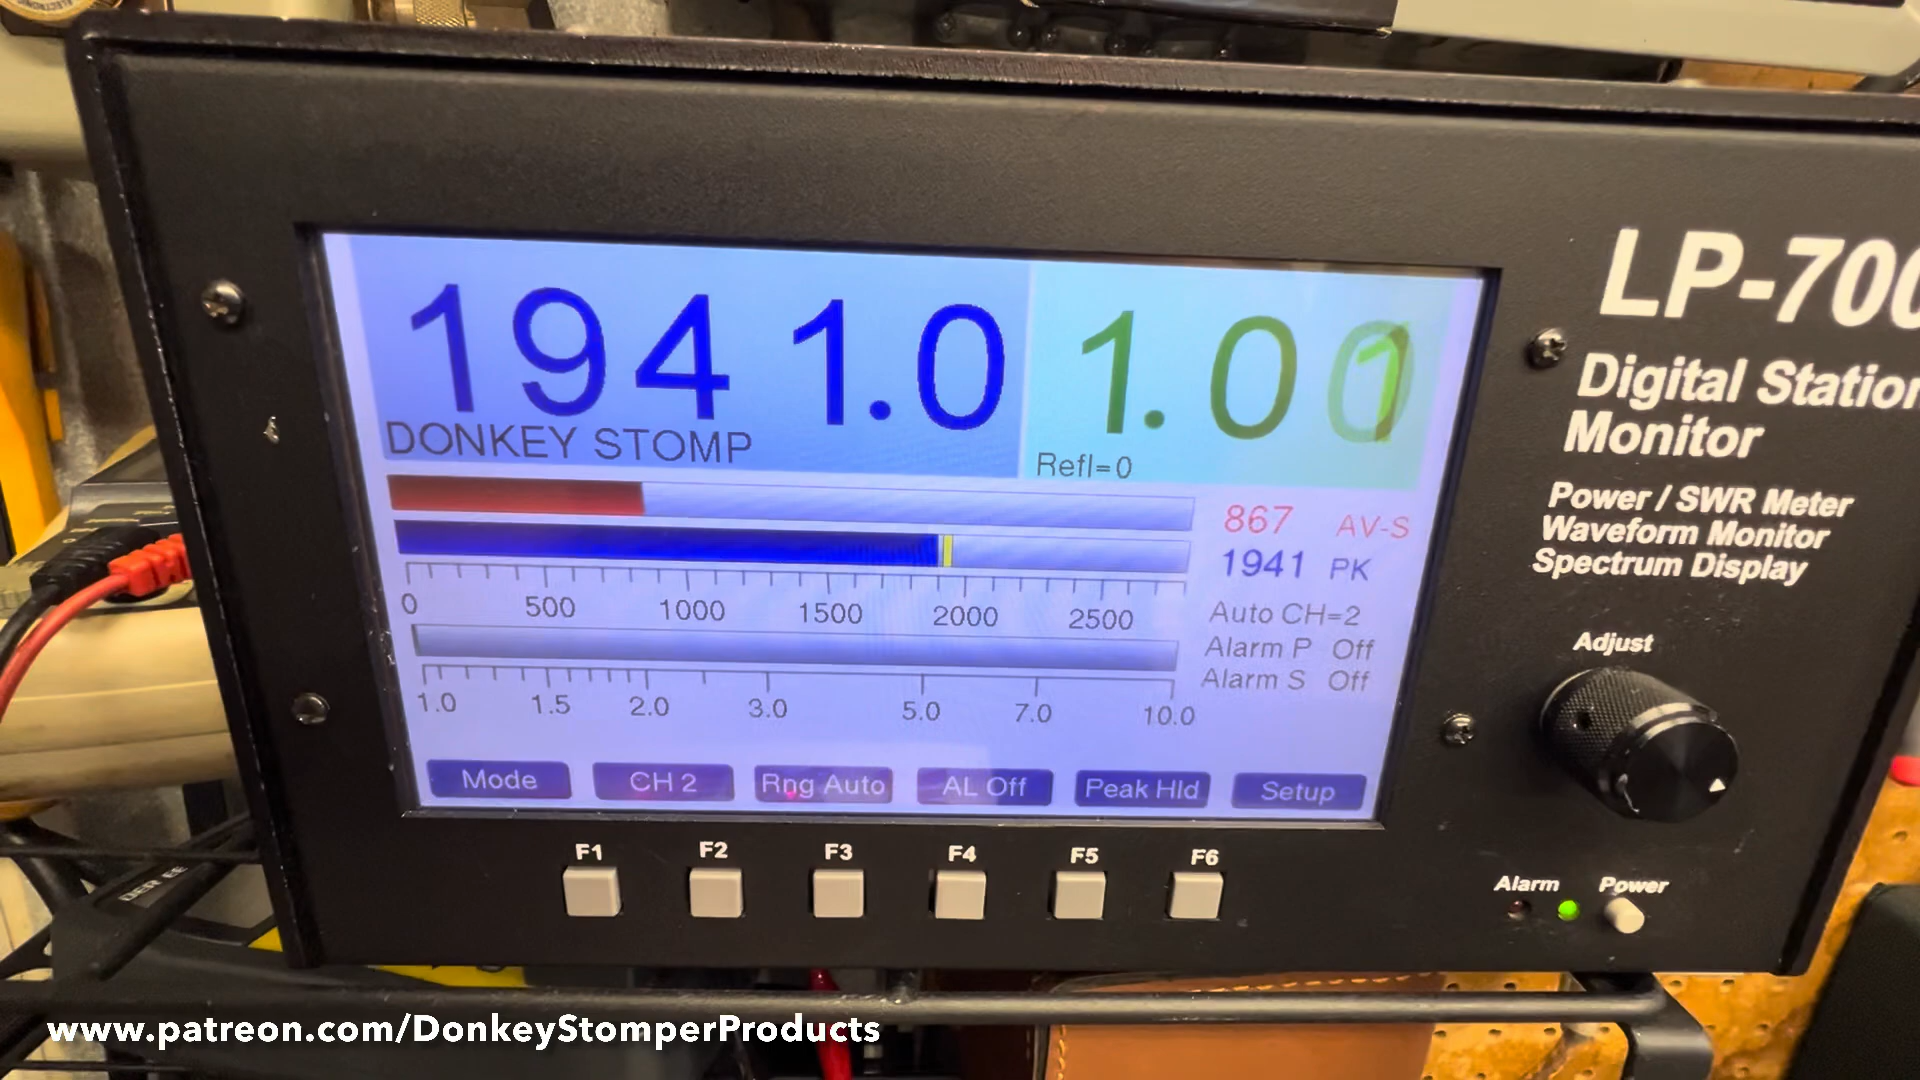 LP-700
Digital Station
Monitor
Power / SWR Meter
Waveform Monitor
Spectrum Display
1941.0
DONKEY STOMP
1.0
Refl=0
867 AV-S
1941 PK
0 500 1000 1500 2000 2500
Auto CH=2
Alarm P Off
Alarm S Off
1.0 1.5 2.0 3.0 5.0 7.0 10.0
Mode CH 2 Rng Auto AL Off Peak Hld Setup
F1 F2 F3 F4 F5 F6
Adjust
Alarm Power
DER EE
www.patreon.com/DonkeyStomperProducts